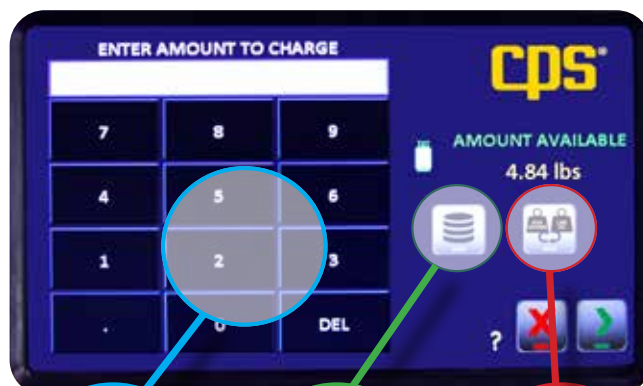 ENTER AMOUNT TO CHARGE
cps®
7 8 9
AMOUNT AVAILABLE
4.84 lbs
4 5 6
1 2 3
. 0 DEL
?